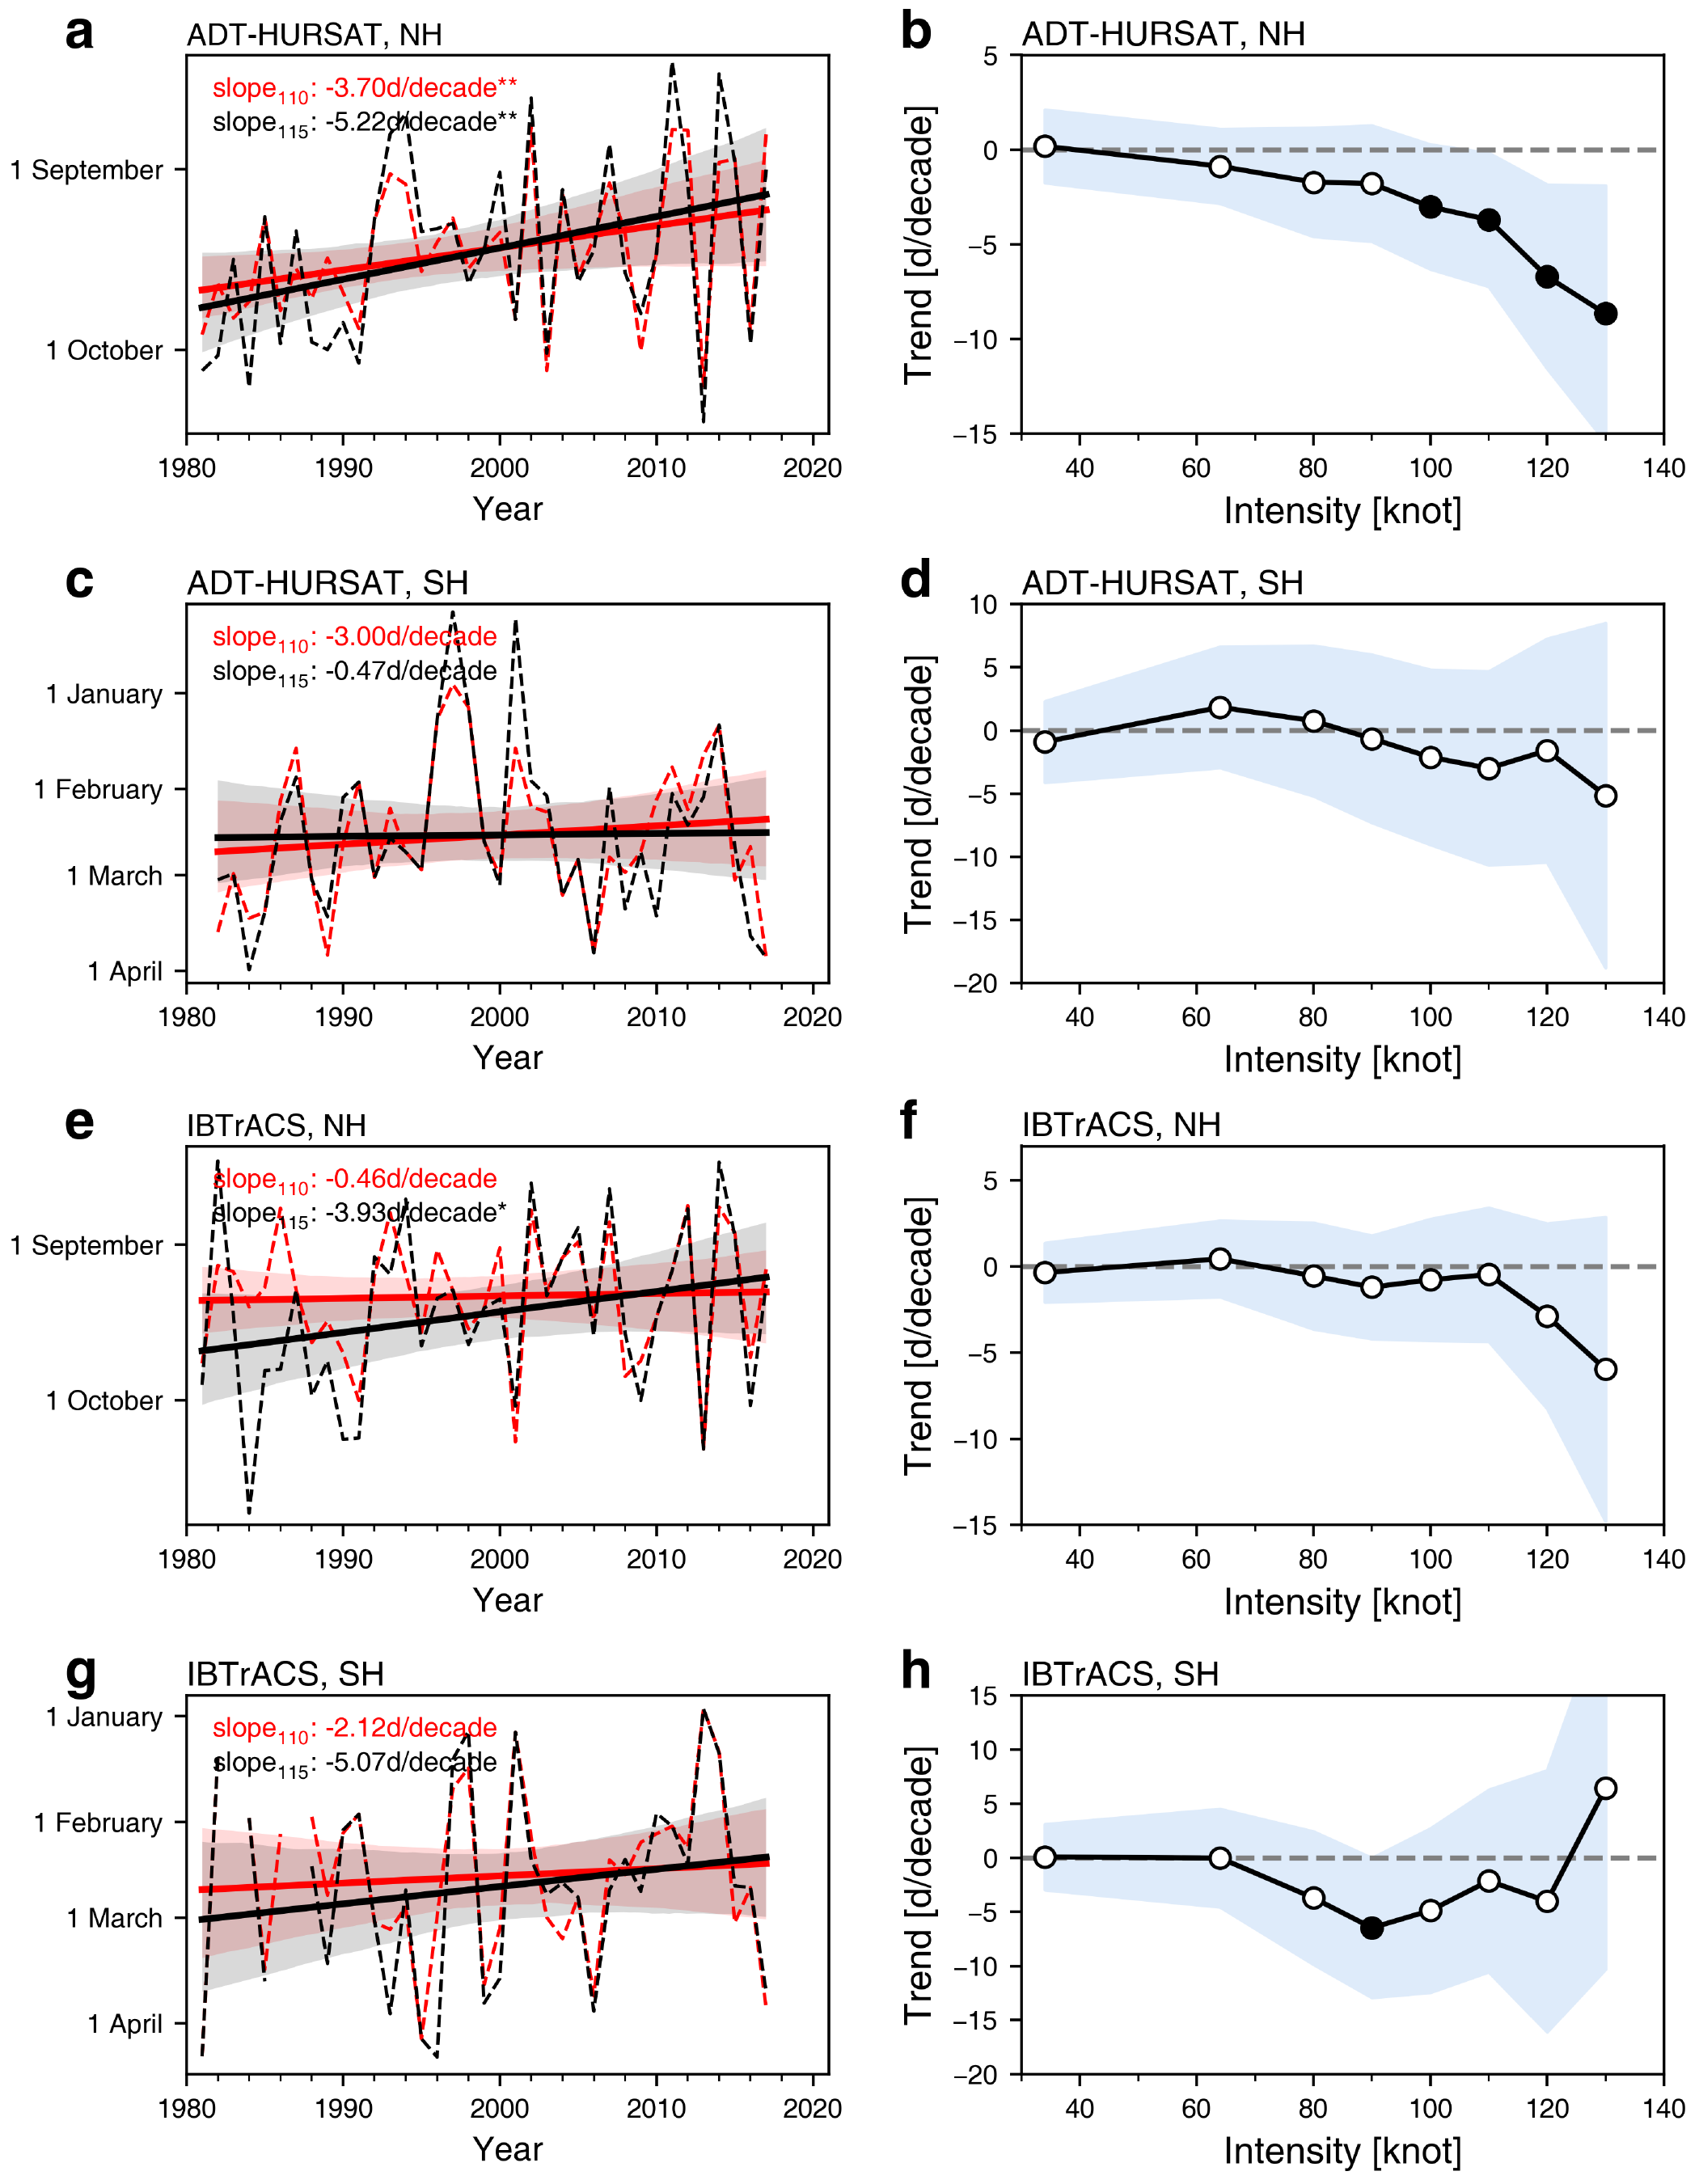 a
ADT-HURSAT, NH
slope110: -3.70d/decade**
slope115: -5.22d/decade**
1 September
1 October
1980 1990 2000 2010 2020
Year
b
ADT-HURSAT, NH
Trend [d/decade]
5
0
−5
−10
−15
40 60 80 100 120 140
Intensity [knot]
c
ADT-HURSAT, SH
slope110: -3.00d/decade
slope115: -0.47d/decade
1 January
1 February
1 March
1 April
1980 1990 2000 2010 2020
Year
d
ADT-HURSAT, SH
Trend [d/decade]
10
5
0
−5
−10
−15
−20
40 60 80 100 120 140
Intensity [knot]
e
IBTrACS, NH
slope110: -0.46d/decade
slope115: -3.93d/decade*
1 September
1 October
1980 1990 2000 2010 2020
Year
f
IBTrACS, NH
Trend [d/decade]
5
0
−5
−10
−15
40 60 80 100 120 140
Intensity [knot]
g
IBTrACS, SH
slope110: -2.12d/decade
slope115: -5.07d/decade
1 January
1 February
1 March
1 April
1980 1990 2000 2010 2020
Year
h
IBTrACS, SH
Trend [d/decade]
15
10
5
0
−5
−10
−15
−20
40 60 80 100 120 140
Intensity [knot]